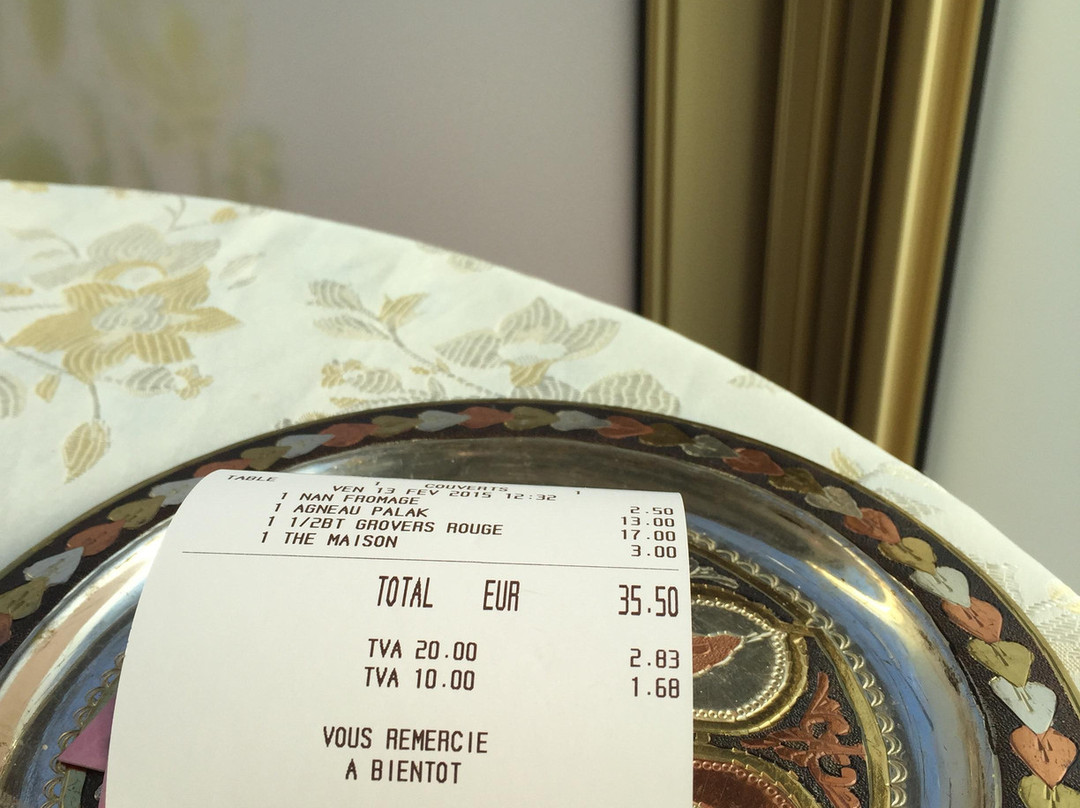 TABLE 1 COUVERTS 1
VEN 13 FEV 2015 12:32
1 NAN FROMAGE 2.50
1 AGNEAU PALAK 13.00
1 1/2BT GROVERS ROUGE 17.00
1 THE MAISON 3.00
TOTAL EUR 35.50
TVA 20.00 2.83
TVA 10.00 1.68
VOUS REMERCIE
A BIENTOT